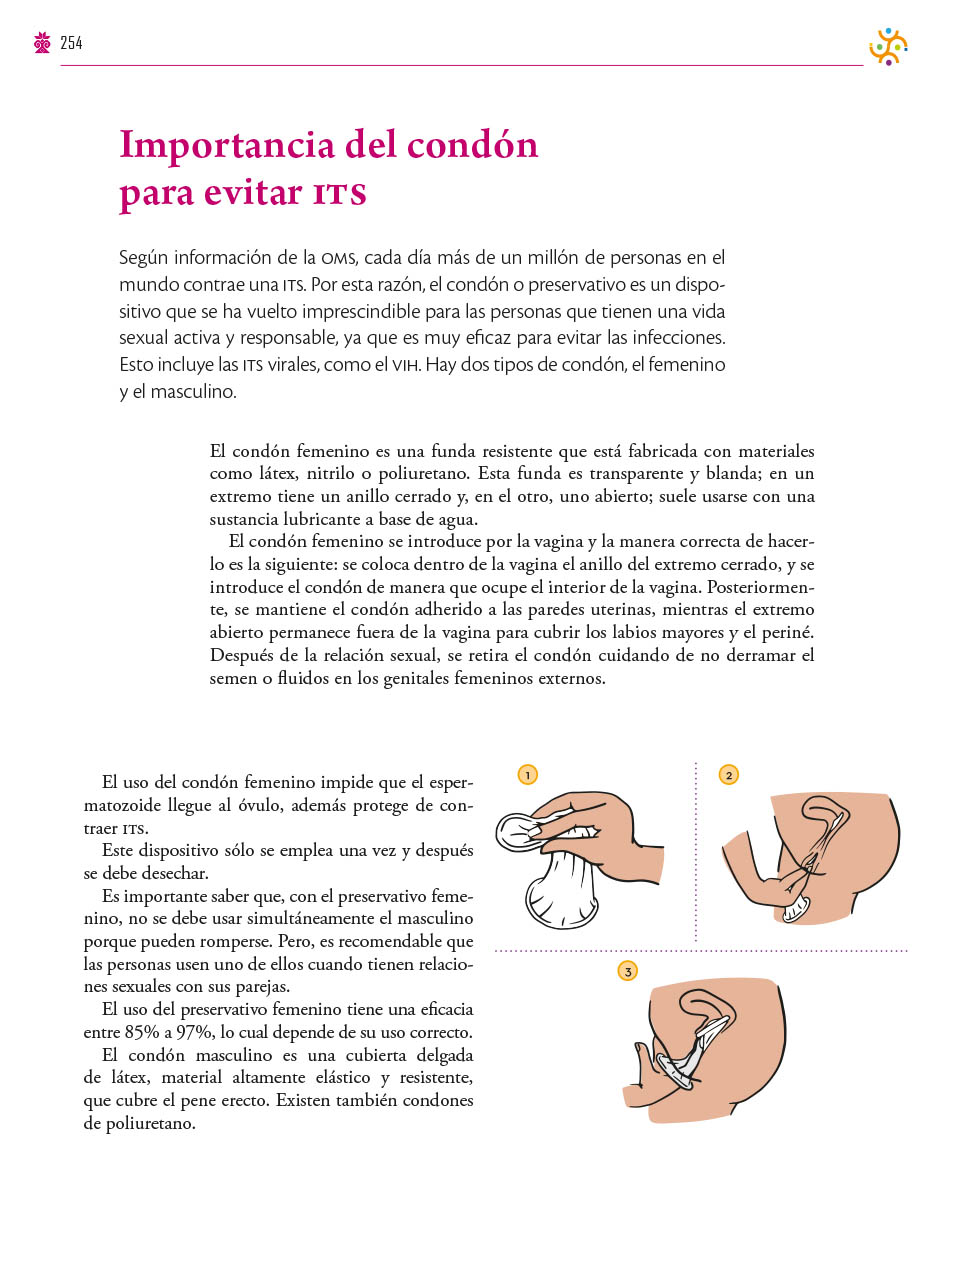 254
Importancia del condón
para evitar ITS
Según información de la OMS, cada día más de un millón de personas en el
mundo contrae una ITS. Por esta razón, el condón o preservativo es un dispo-
sitivo que se ha vuelto imprescindible para las personas que tienen una vida
sexual activa y responsable, ya que es muy eficaz para evitar las infecciones.
Esto incluye las ITS virales, como el VIH. Hay dos tipos de condón, el femenino
y el masculino.
El condón femenino es una funda resistente que está fabricada con materiales
como látex, nitrilo o poliuretano. Esta funda es transparente y blanda; en un
extremo tiene un anillo cerrado y, en el otro, uno abierto; suele usarse con una
sustancia lubricante a base de agua.
El condón femenino se introduce por la vagina y la manera correcta de hacer-
lo es la siguiente: se coloca dentro de la vagina el anillo del extremo cerrado, y se
introduce el condón de manera que ocupe el interior de la vagina. Posteriormen-
te, se mantiene el condón adherido a las paredes uterinas, mientras el extremo
abierto permanece fuera de la vagina para cubrir los labios mayores y el periné.
Después de la relación sexual, se retira el condón cuidando de no derramar el
semen o fluidos en los genitales femeninos externos.
El uso del condón femenino impide que el esper-
matozoide llegue al óvulo, además protege de con-
traer ITS.
Este dispositivo sólo se emplea una vez y después
se debe desechar.
Es importante saber que, con el preservativo feme-
nino, no se debe usar simultáneamente el masculino
porque pueden romperse. Pero, es recomendable que
las personas usen uno de ellos cuando tienen relacio-
nes sexuales con sus parejas.
El uso del preservativo femenino tiene una eficacia
entre 85% a 97%, lo cual depende de su uso correcto.
El condón masculino es una cubierta delgada
de látex, material altamente elástico y resistente,
que cubre el pene erecto. Existen también condones
de poliuretano.
1
2
3